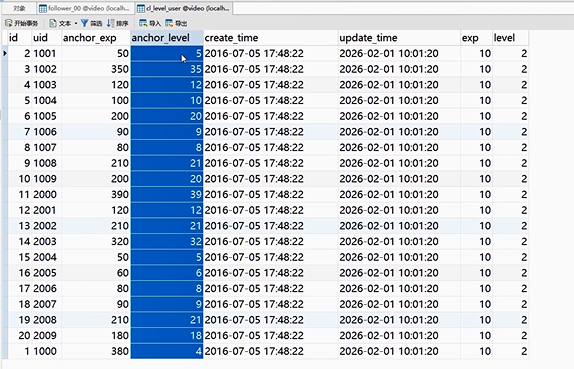 对象 follower_00 @video (localh... cl_level_user @video (localh...
开始事务 文本 筛选 排序 导入 导出
id uid anchor_exp anchor_level create_time update_time exp level
2 1001 50 5 2016-07-05 17:48:22 2026-02-01 10:01:20 10 2
3 1002 350 35 2016-07-05 17:48:22 2026-02-01 10:01:20 10 2
4 1003 120 12 2016-07-05 17:48:22 2026-02-01 10:01:20 10 2
5 1004 100 10 2016-07-05 17:48:22 2026-02-01 10:01:20 10 2
6 1005 200 20 2016-07-05 17:48:22 2026-02-01 10:01:20 10 2
7 1006 90 9 2016-07-05 17:48:22 2026-02-01 10:01:20 10 2
8 1007 80 8 2016-07-05 17:48:22 2026-02-01 10:01:20 10 2
9 1008 210 21 2016-07-05 17:48:22 2026-02-01 10:01:20 10 2
10 1009 200 20 2016-07-05 17:48:22 2026-02-01 10:01:20 10 2
11 2000 390 39 2016-07-05 17:48:22 2026-02-01 10:01:20 10 2
12 2001 120 12 2016-07-05 17:48:22 2026-02-01 10:01:20 10 2
13 2002 210 21 2016-07-05 17:48:22 2026-02-01 10:01:20 10 2
14 2003 320 32 2016-07-05 17:48:22 2026-02-01 10:01:20 10 2
15 2004 50 5 2016-07-05 17:48:22 2026-02-01 10:01:20 10 2
16 2005 60 6 2016-07-05 17:48:22 2026-02-01 10:01:20 10 2
17 2006 80 8 2016-07-05 17:48:22 2026-02-01 10:01:20 10 2
18 2007 90 9 2016-07-05 17:48:22 2026-02-01 10:01:20 10 2
19 2008 210 21 2016-07-05 17:48:22 2026-02-01 10:01:20 10 2
20 2009 180 18 2016-07-05 17:48:22 2026-02-01 10:01:20 10 2
1 1000 380 4 2016-07-05 17:48:22 2026-02-01 10:01:20 10 2